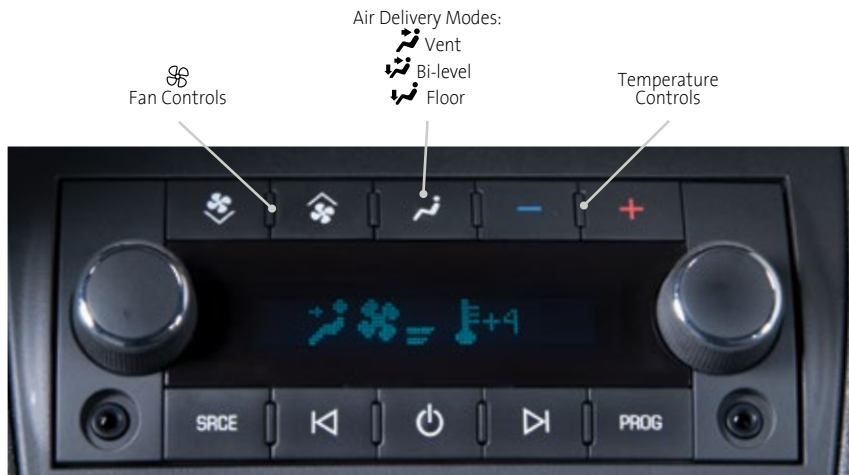 Air Delivery Modes:
Vent
Bi-level
Floor
Fan Controls
Temperature
Controls
− +
+4
SRCE
PROG